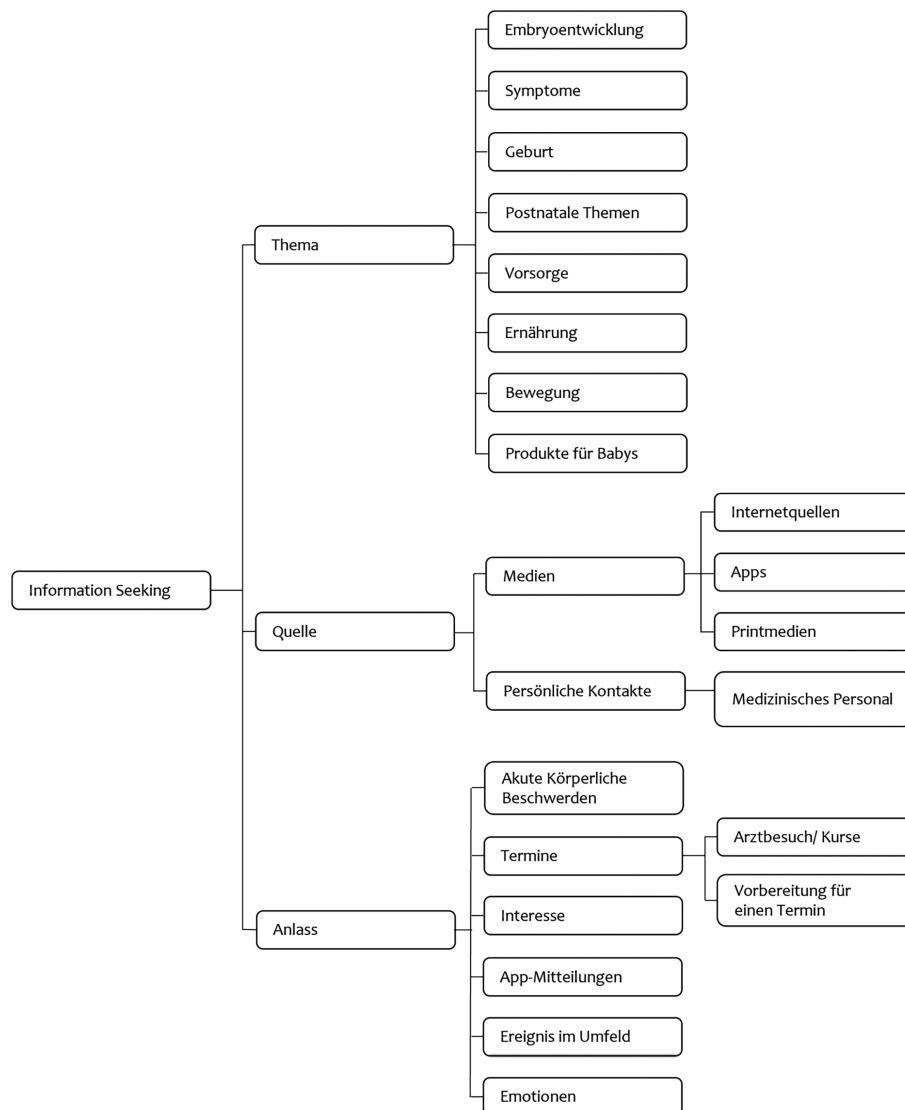 Embryoentwicklung
Symptome
Geburt
Postnatale Themen
Thema
Vorsorge
Ernährung
Bewegung
Produkte für Babys
Internetquellen
Medien
Apps
Information Seeking
Quelle
Printmedien
Persönliche Kontakte
Medizinisches Personal
Akute Körperliche
Beschwerden
Termine
Arztbesuch/ Kurse
Vorbereitung für
einen Termin
Interesse
Anlass
App-Mitteilungen
Ereignis im Umfeld
Emotionen